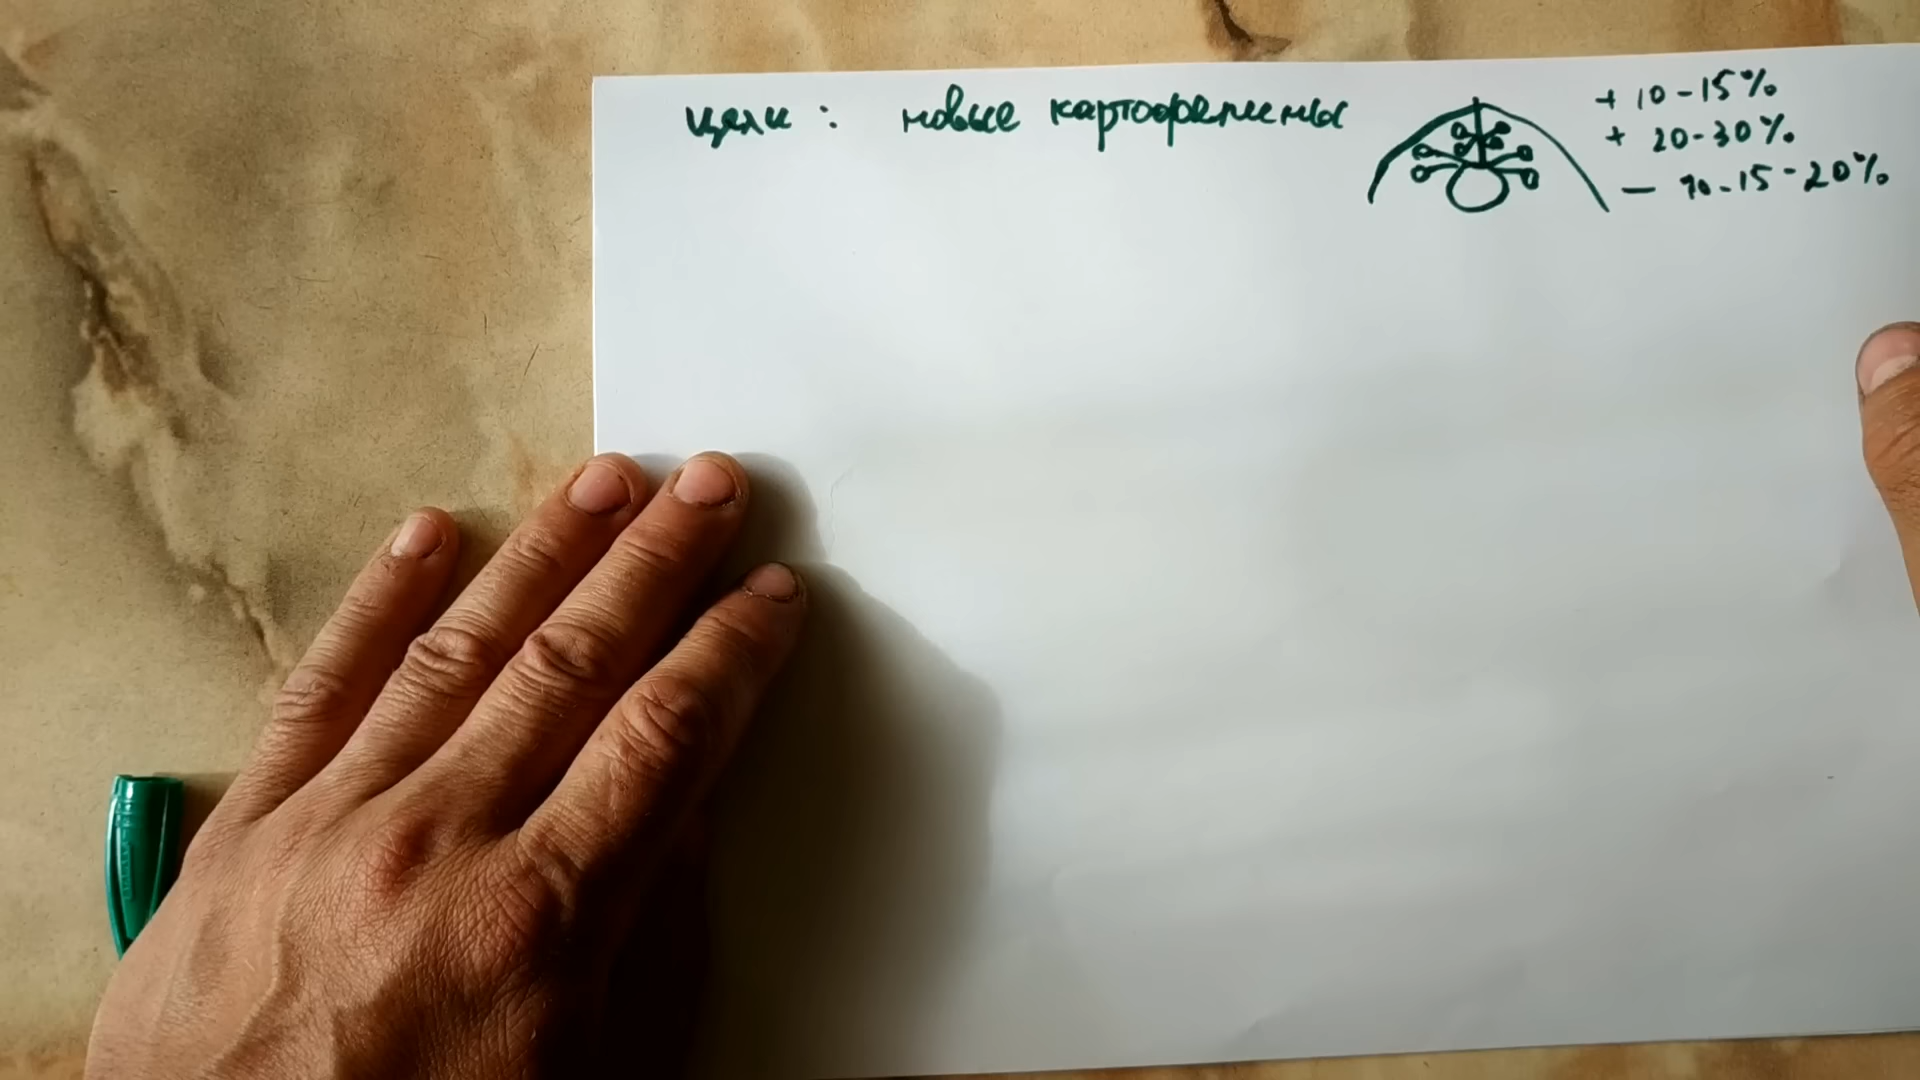 цели : новые картофелины
+ 10-15%
+ 20-30%
- 10-15-20%